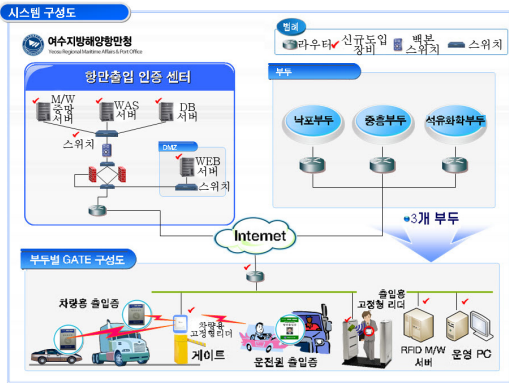 시스템 구성도
범례
라우터
신규도입
장비
백본
스위치
스위치
여수지방해양항만청
Yeosu Regional Maritime Affairs & Port Office
항만출입 인증 센터
M/W
중망
서버
WAS
서버
DB
서버
스위치
DMZ
WEB
서버
스위치
부두
낙포부두
중흥부두
석유화학부두
Internet
3개 부두
부두별 GATE 구성도
차량용 출입증
차량용
고정형리더
게이트
운전원 출입증
출입용
고정형 리더
RFID M/W
서버
운영 PC